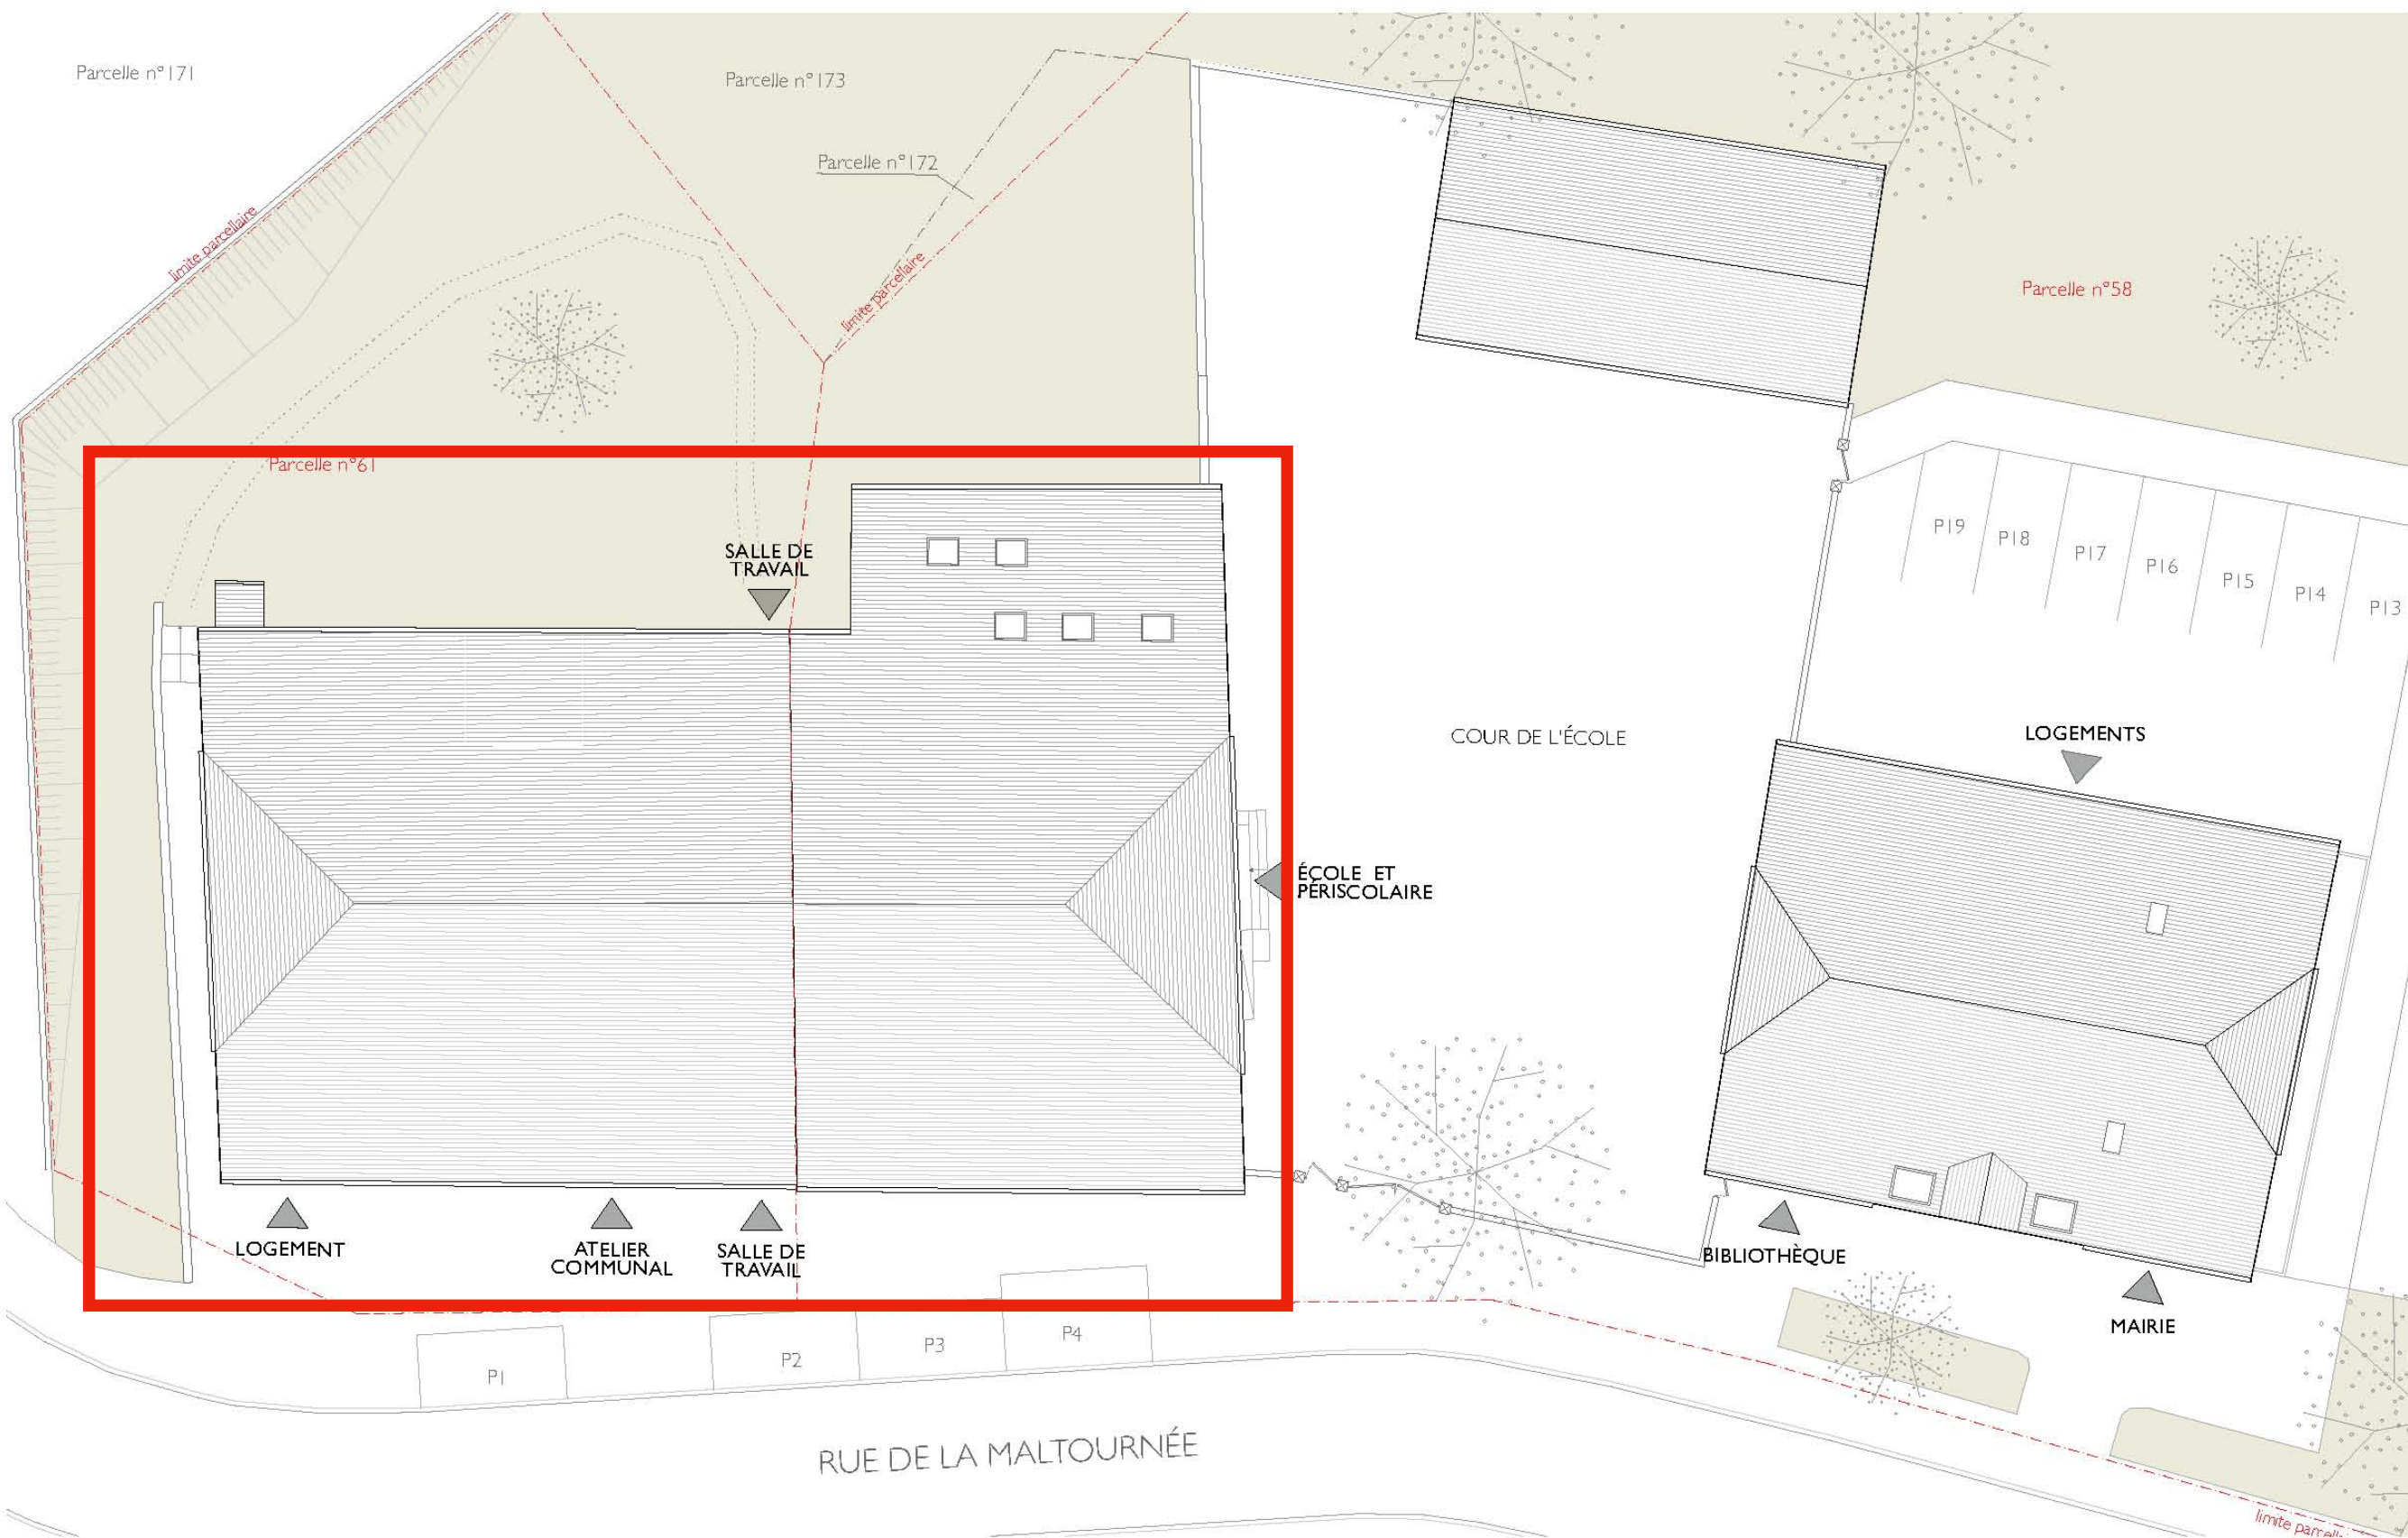 Parcelle n°171
Parcelle n°173
Parcelle n°172
limite parcellaire
limite parcellaire
Parcelle n°58
Parcelle n°61
P19
P18
P17
P16
P15
P14
P13
SALLE DE
TRAVAIL
COUR DE L'ÉCOLE
LOGEMENTS
ÉCOLE ET
PÉRISCOLAIRE
LOGEMENT
ATELIER
COMMUNAL
SALLE DE
TRAVAIL
BIBLIOTHÈQUE
MAIRIE
P1
P2
P3
P4
RUE DE LA MALTOURNÉE
limite parcell